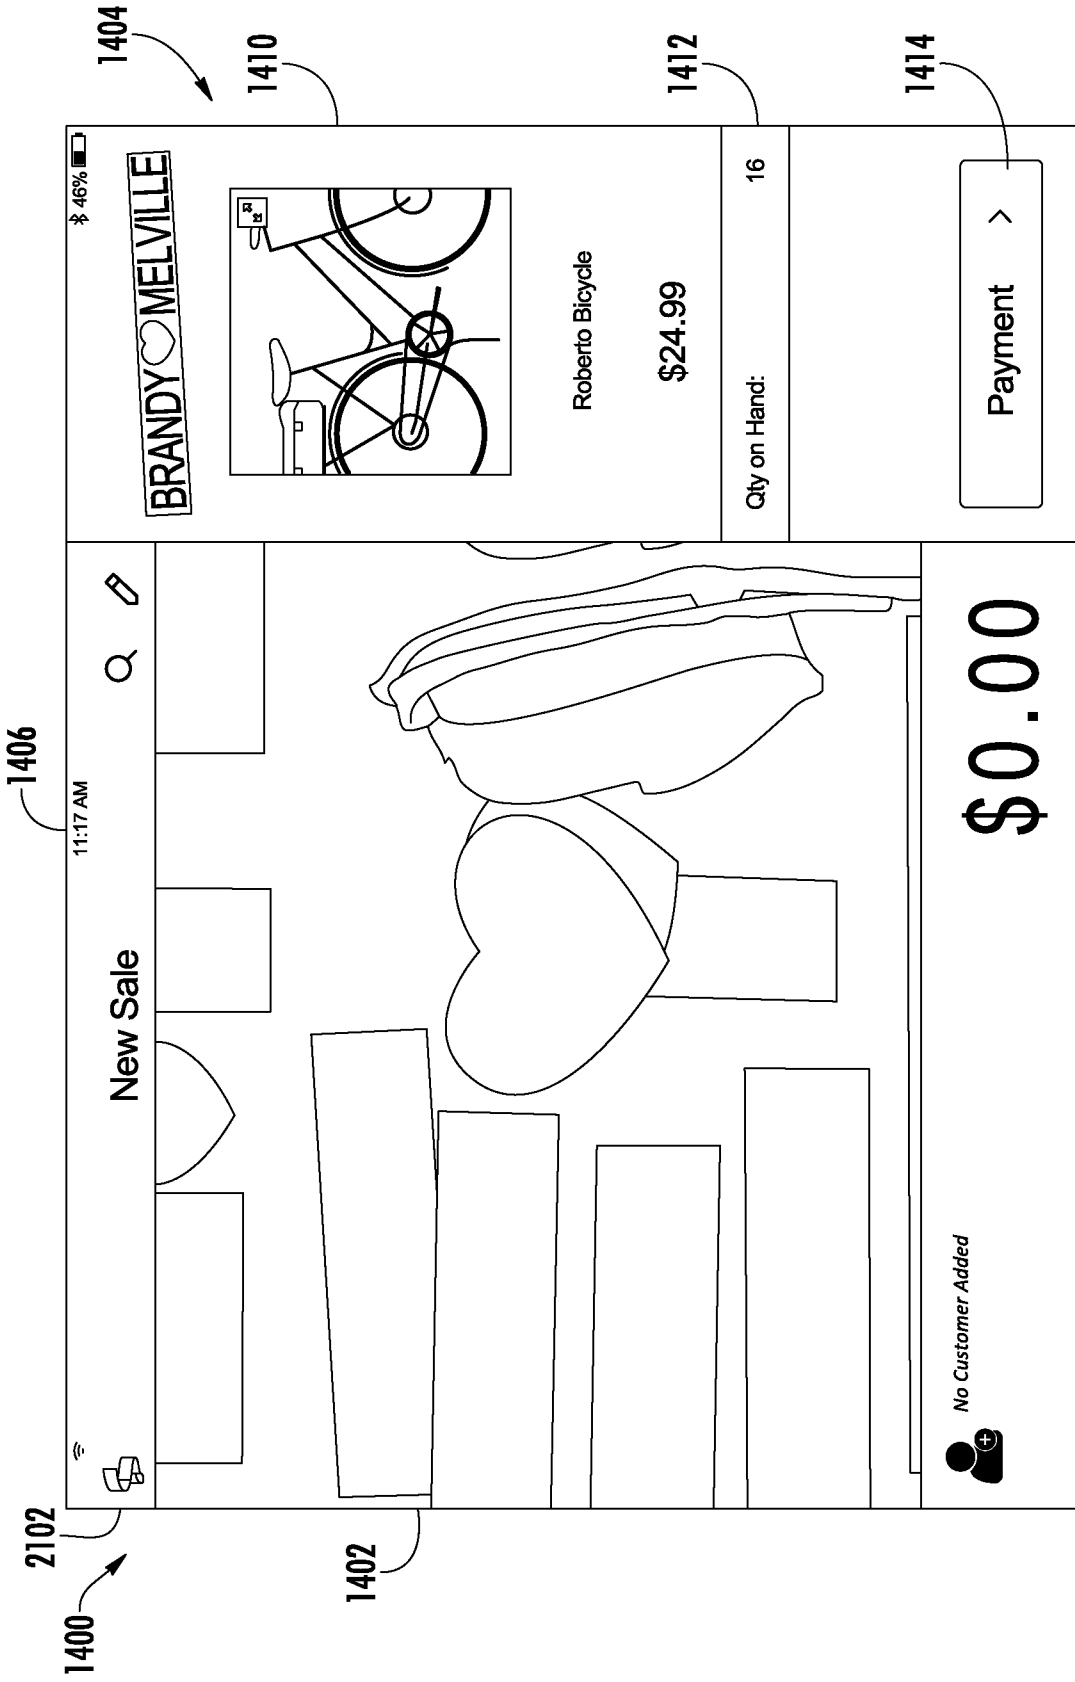 1400
2102
1406
1404
11:17 AM
46%
New Sale
BRANDY♡MELVILLE
1410
1402
Roberto Bicycle
$24.99
Qty on Hand: 16
1412
No Customer Added
$0.00
Payment >
1414